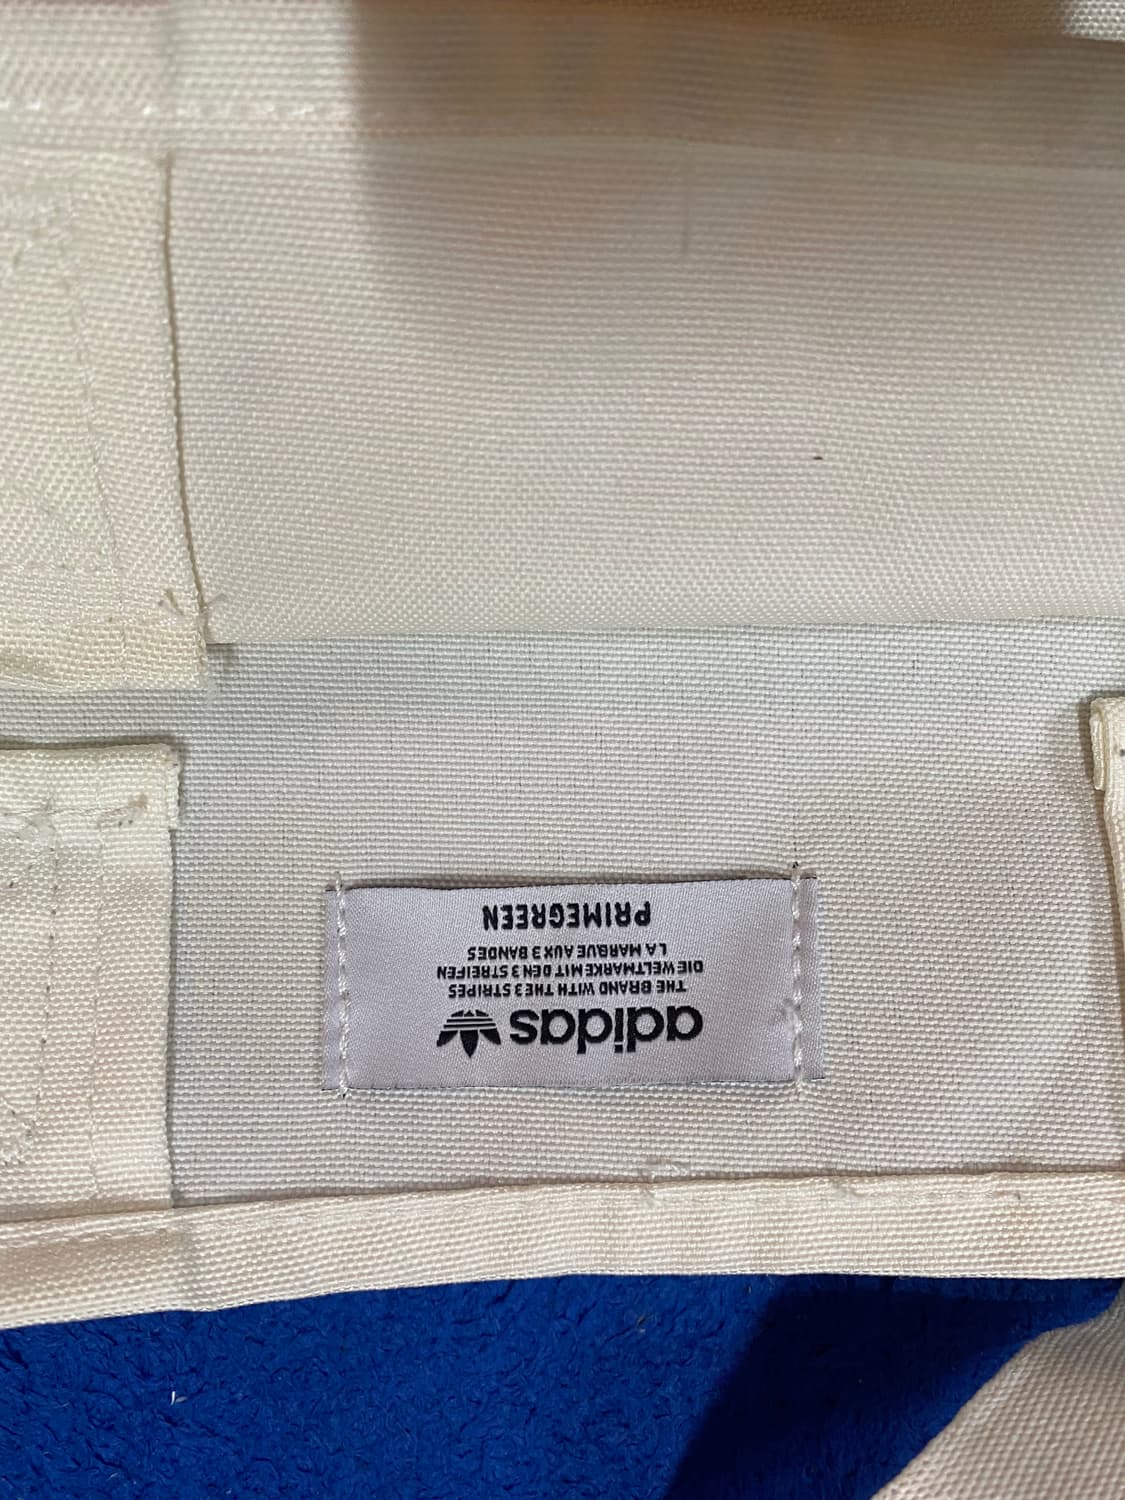 adidas
THE BRAND WITH THE 3 STRIPES
DIE WELTMARKE MIT DEN 3 STREIFEN
LA MARQUE AUX 3 BANDES
PRIMEGREEN